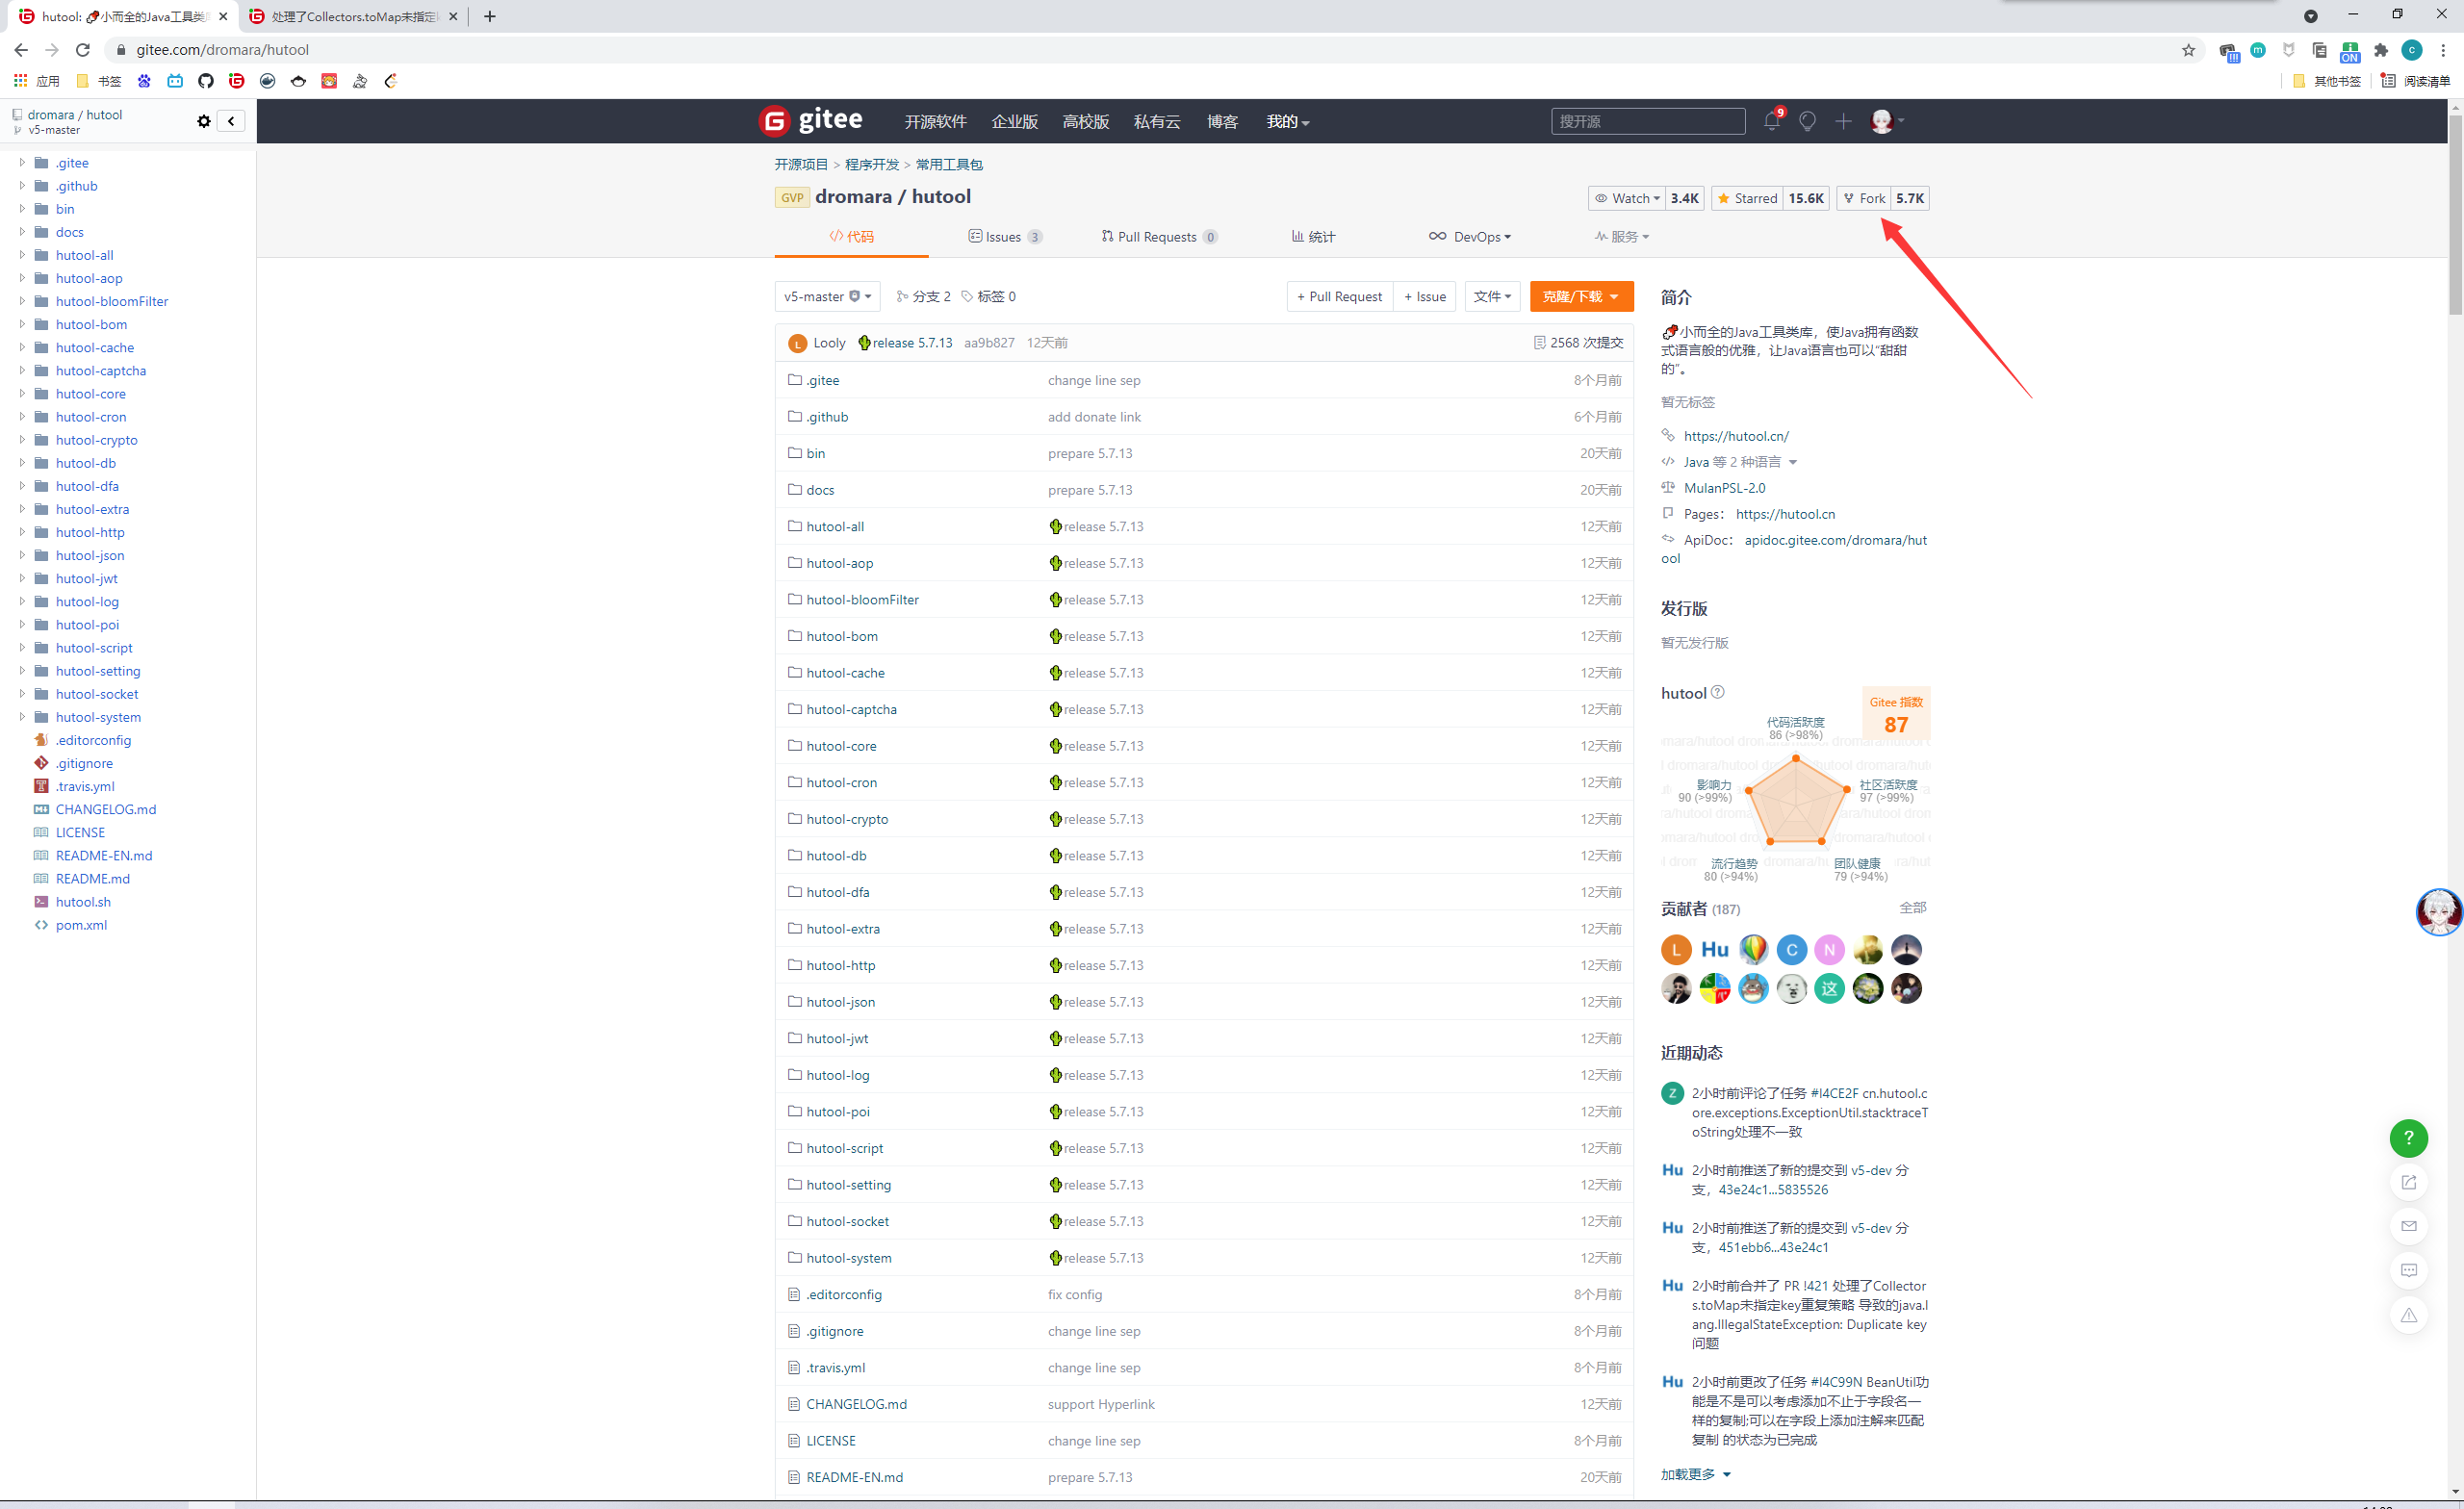 hutool: 小而全的Java工具类库
处理了Collectors.toMap未指定
gitee.com/dromara/hutool
ON
c
应用
书签
其他书签
阅读清单
dromara / hutool
v5-master
.gitee
.github
bin
docs
hutool-all
hutool-aop
hutool-bloomFilter
hutool-bom
hutool-cache
hutool-captcha
hutool-core
hutool-cron
hutool-crypto
hutool-db
hutool-dfa
hutool-extra
hutool-http
hutool-json
hutool-jwt
hutool-log
hutool-poi
hutool-script
hutool-setting
hutool-socket
hutool-system
.editorconfig
.gitignore
.travis.yml
CHANGELOG.md
LICENSE
README-EN.md
README.md
hutool.sh
pom.xml
gitee 开源软件 企业版 高校版 私有云 博客 我的 搜开源 9
开源项目 > 程序开发 > 常用工具包
GVP dromara / hutool
Watch 3.4K Starred 15.6K Fork 5.7K
代码 Issues 3 Pull Requests 0 统计 DevOps 服务
v5-master 分支 2 标签 0 + Pull Request + Issue 文件 克隆/下载
L Looly release 5.7.13 aa9b827 12天前 2568 次提交
.gitee change line sep 8个月前
.github add donate link 6个月前
bin prepare 5.7.13 20天前
docs prepare 5.7.13 20天前
hutool-all release 5.7.13 12天前
hutool-aop release 5.7.13 12天前
hutool-bloomFilter release 5.7.13 12天前
hutool-bom release 5.7.13 12天前
hutool-cache release 5.7.13 12天前
hutool-captcha release 5.7.13 12天前
hutool-core release 5.7.13 12天前
hutool-cron release 5.7.13 12天前
hutool-crypto release 5.7.13 12天前
hutool-db release 5.7.13 12天前
hutool-dfa release 5.7.13 12天前
hutool-extra release 5.7.13 12天前
hutool-http release 5.7.13 12天前
hutool-json release 5.7.13 12天前
hutool-jwt release 5.7.13 12天前
hutool-log release 5.7.13 12天前
hutool-poi release 5.7.13 12天前
hutool-script release 5.7.13 12天前
hutool-setting release 5.7.13 12天前
hutool-socket release 5.7.13 12天前
hutool-system release 5.7.13 12天前
.editorconfig fix config 8个月前
.gitignore change line sep 8个月前
.travis.yml change line sep 8个月前
CHANGELOG.md support Hyperlink 12天前
LICENSE change line sep 8个月前
README-EN.md prepare 5.7.13 20天前
简介
小而全的Java工具类库，使Java拥有函数
式语言般的优雅，让Java语言也可以“甜甜
的”。
暂无标签
https://hutool.cn/
Java 等 2 种语言
MulanPSL-2.0
Pages： https://hutool.cn
ApiDoc： apidoc.gitee.com/dromara/hut
ool
发行版
暂无发行版
hutool
Gitee 指数
87
代码活跃度
86 (>98%)
影响力
90 (>99%)
社区活跃度
97 (>99%)
流行趋势
80 (>94%)
团队健康
79 (>94%)
贡献者 (187) 全部
L Hu C N
这
近期动态
Z 2小时前评论了任务 #I4CE2F cn.hutool.c
ore.exceptions.ExceptionUtil.stacktraceT
oString处理不一致
Hu 2小时前推送了新的提交到 v5-dev 分
支，43e24c1...5835526
Hu 2小时前推送了新的提交到 v5-dev 分
支，451ebb6...43e24c1
Hu 2小时前合并了 PR !421 处理了Collector
s.toMap未指定key重复策略 导致的java.l
ang.IllegalStateException: Duplicate key
问题
Hu 2小时前更改了任务 #I4C99N BeanUtil功
能是不是可以考虑添加不止于字段名一
样的复制;可以在字段上添加注解来匹配
复制 的状态为已完成
加载更多